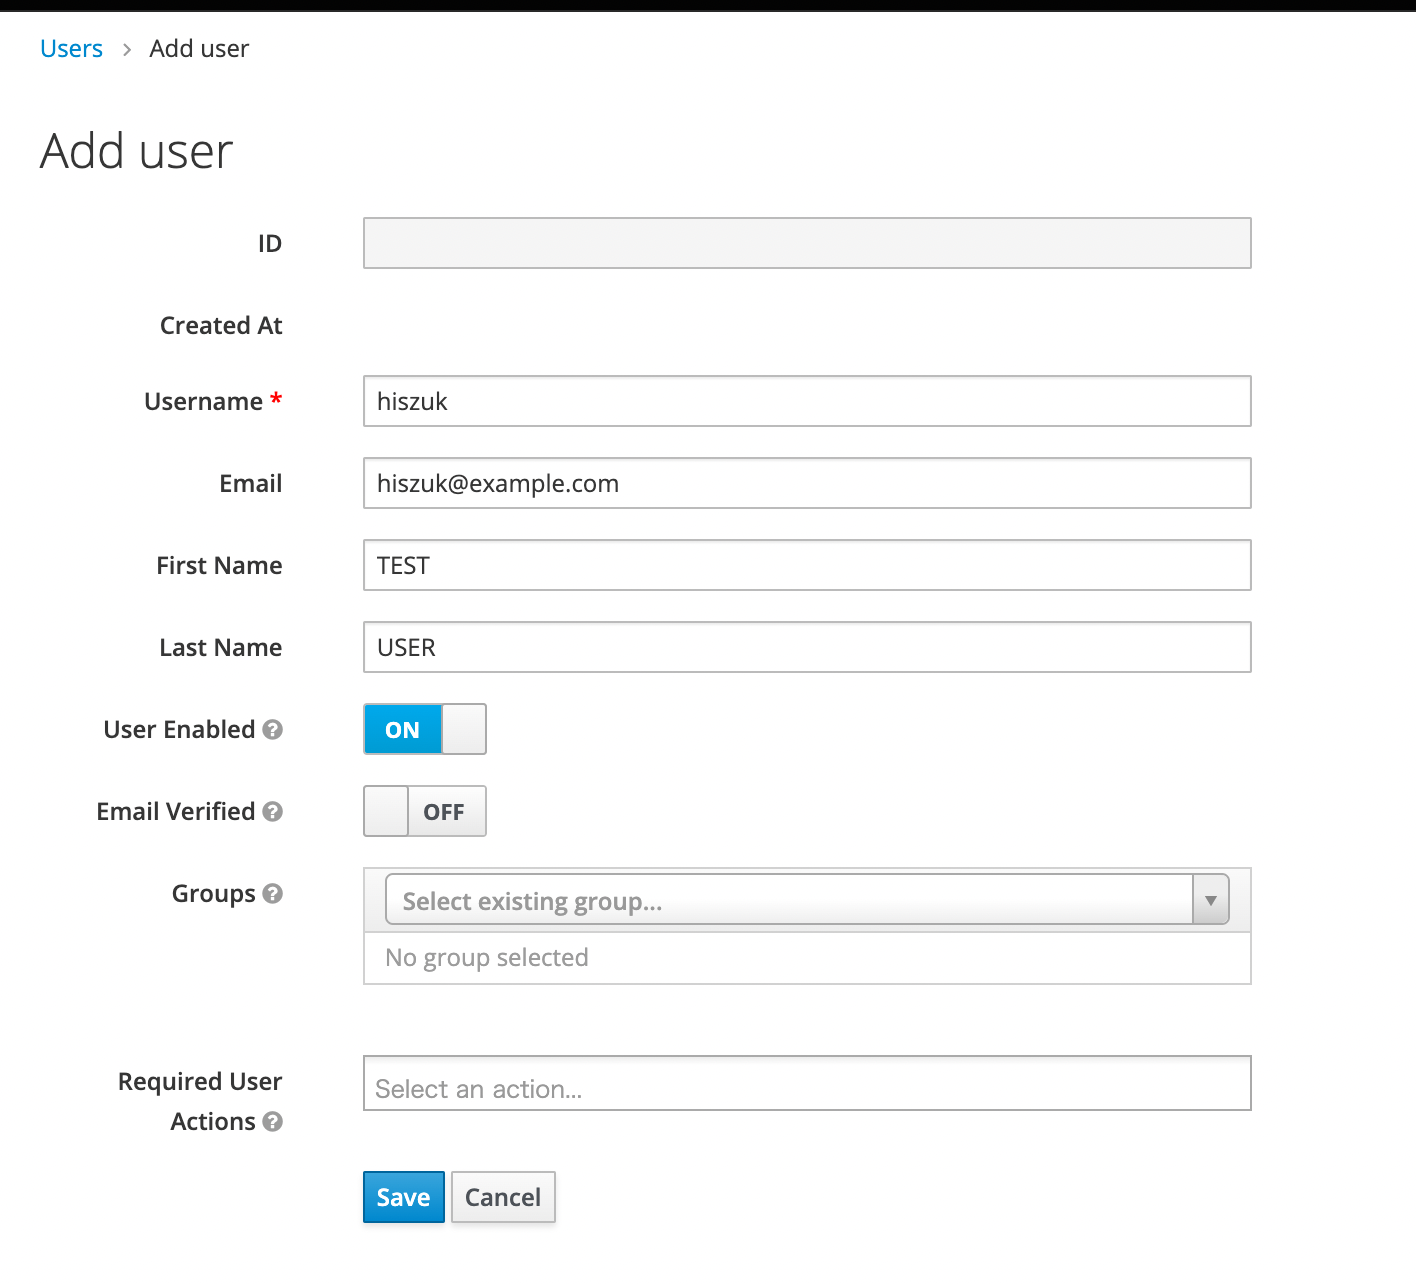 Users > Add user
Add user
ID
Created At
Username * hiszuk
Email hiszuk@example.com
First Name TEST
Last Name USER
User Enabled ? ON
Email Verified ? OFF
Groups ? Select existing group...
No group selected
Required User Select an action...
Actions ?
Save Cancel